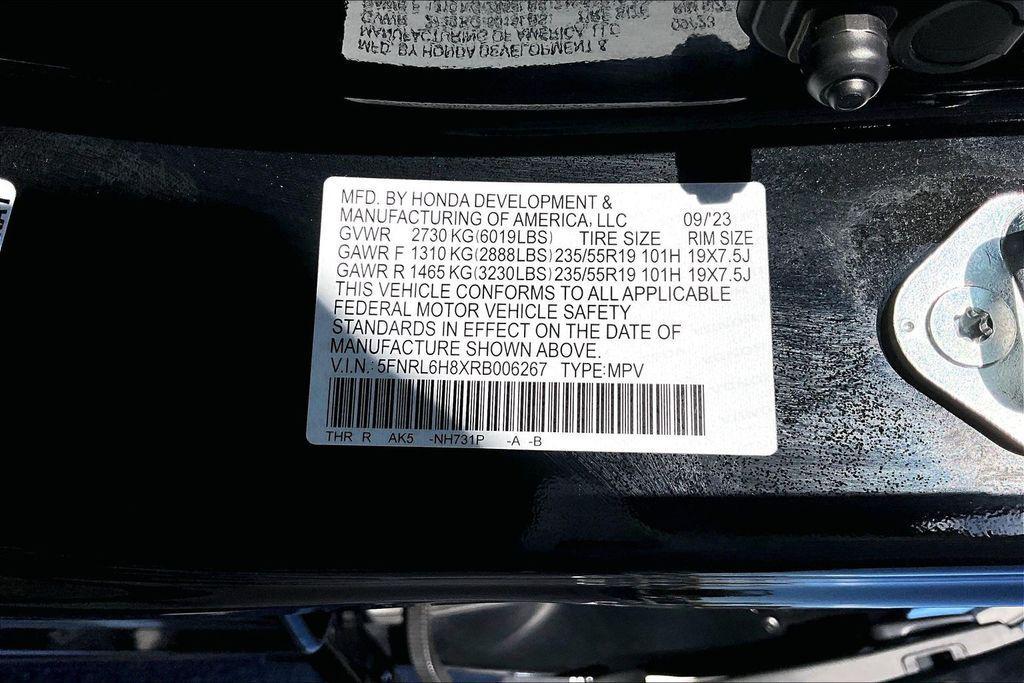 MFD. BY HONDA DEVELOPMENT &
MANUFACTURING OF AMERICA, LLC 09/'23
GVWR 2730 KG(6019LBS) TIRE SIZE RIM SIZE
GAWR F 1310 KG(2888LBS) 235/55R19 101H 19X7.5J
GAWR R 1465 KG(3230LBS) 235/55R19 101H 19X7.5J
THIS VEHICLE CONFORMS TO ALL APPLICABLE
FEDERAL MOTOR VEHICLE SAFETY
STANDARDS IN EFFECT ON THE DATE OF
MANUFACTURE SHOWN ABOVE.
V.I.N.: 5FNRL6H8XRB006267 TYPE:MPV
THR R AK5 -NH731P -A -B